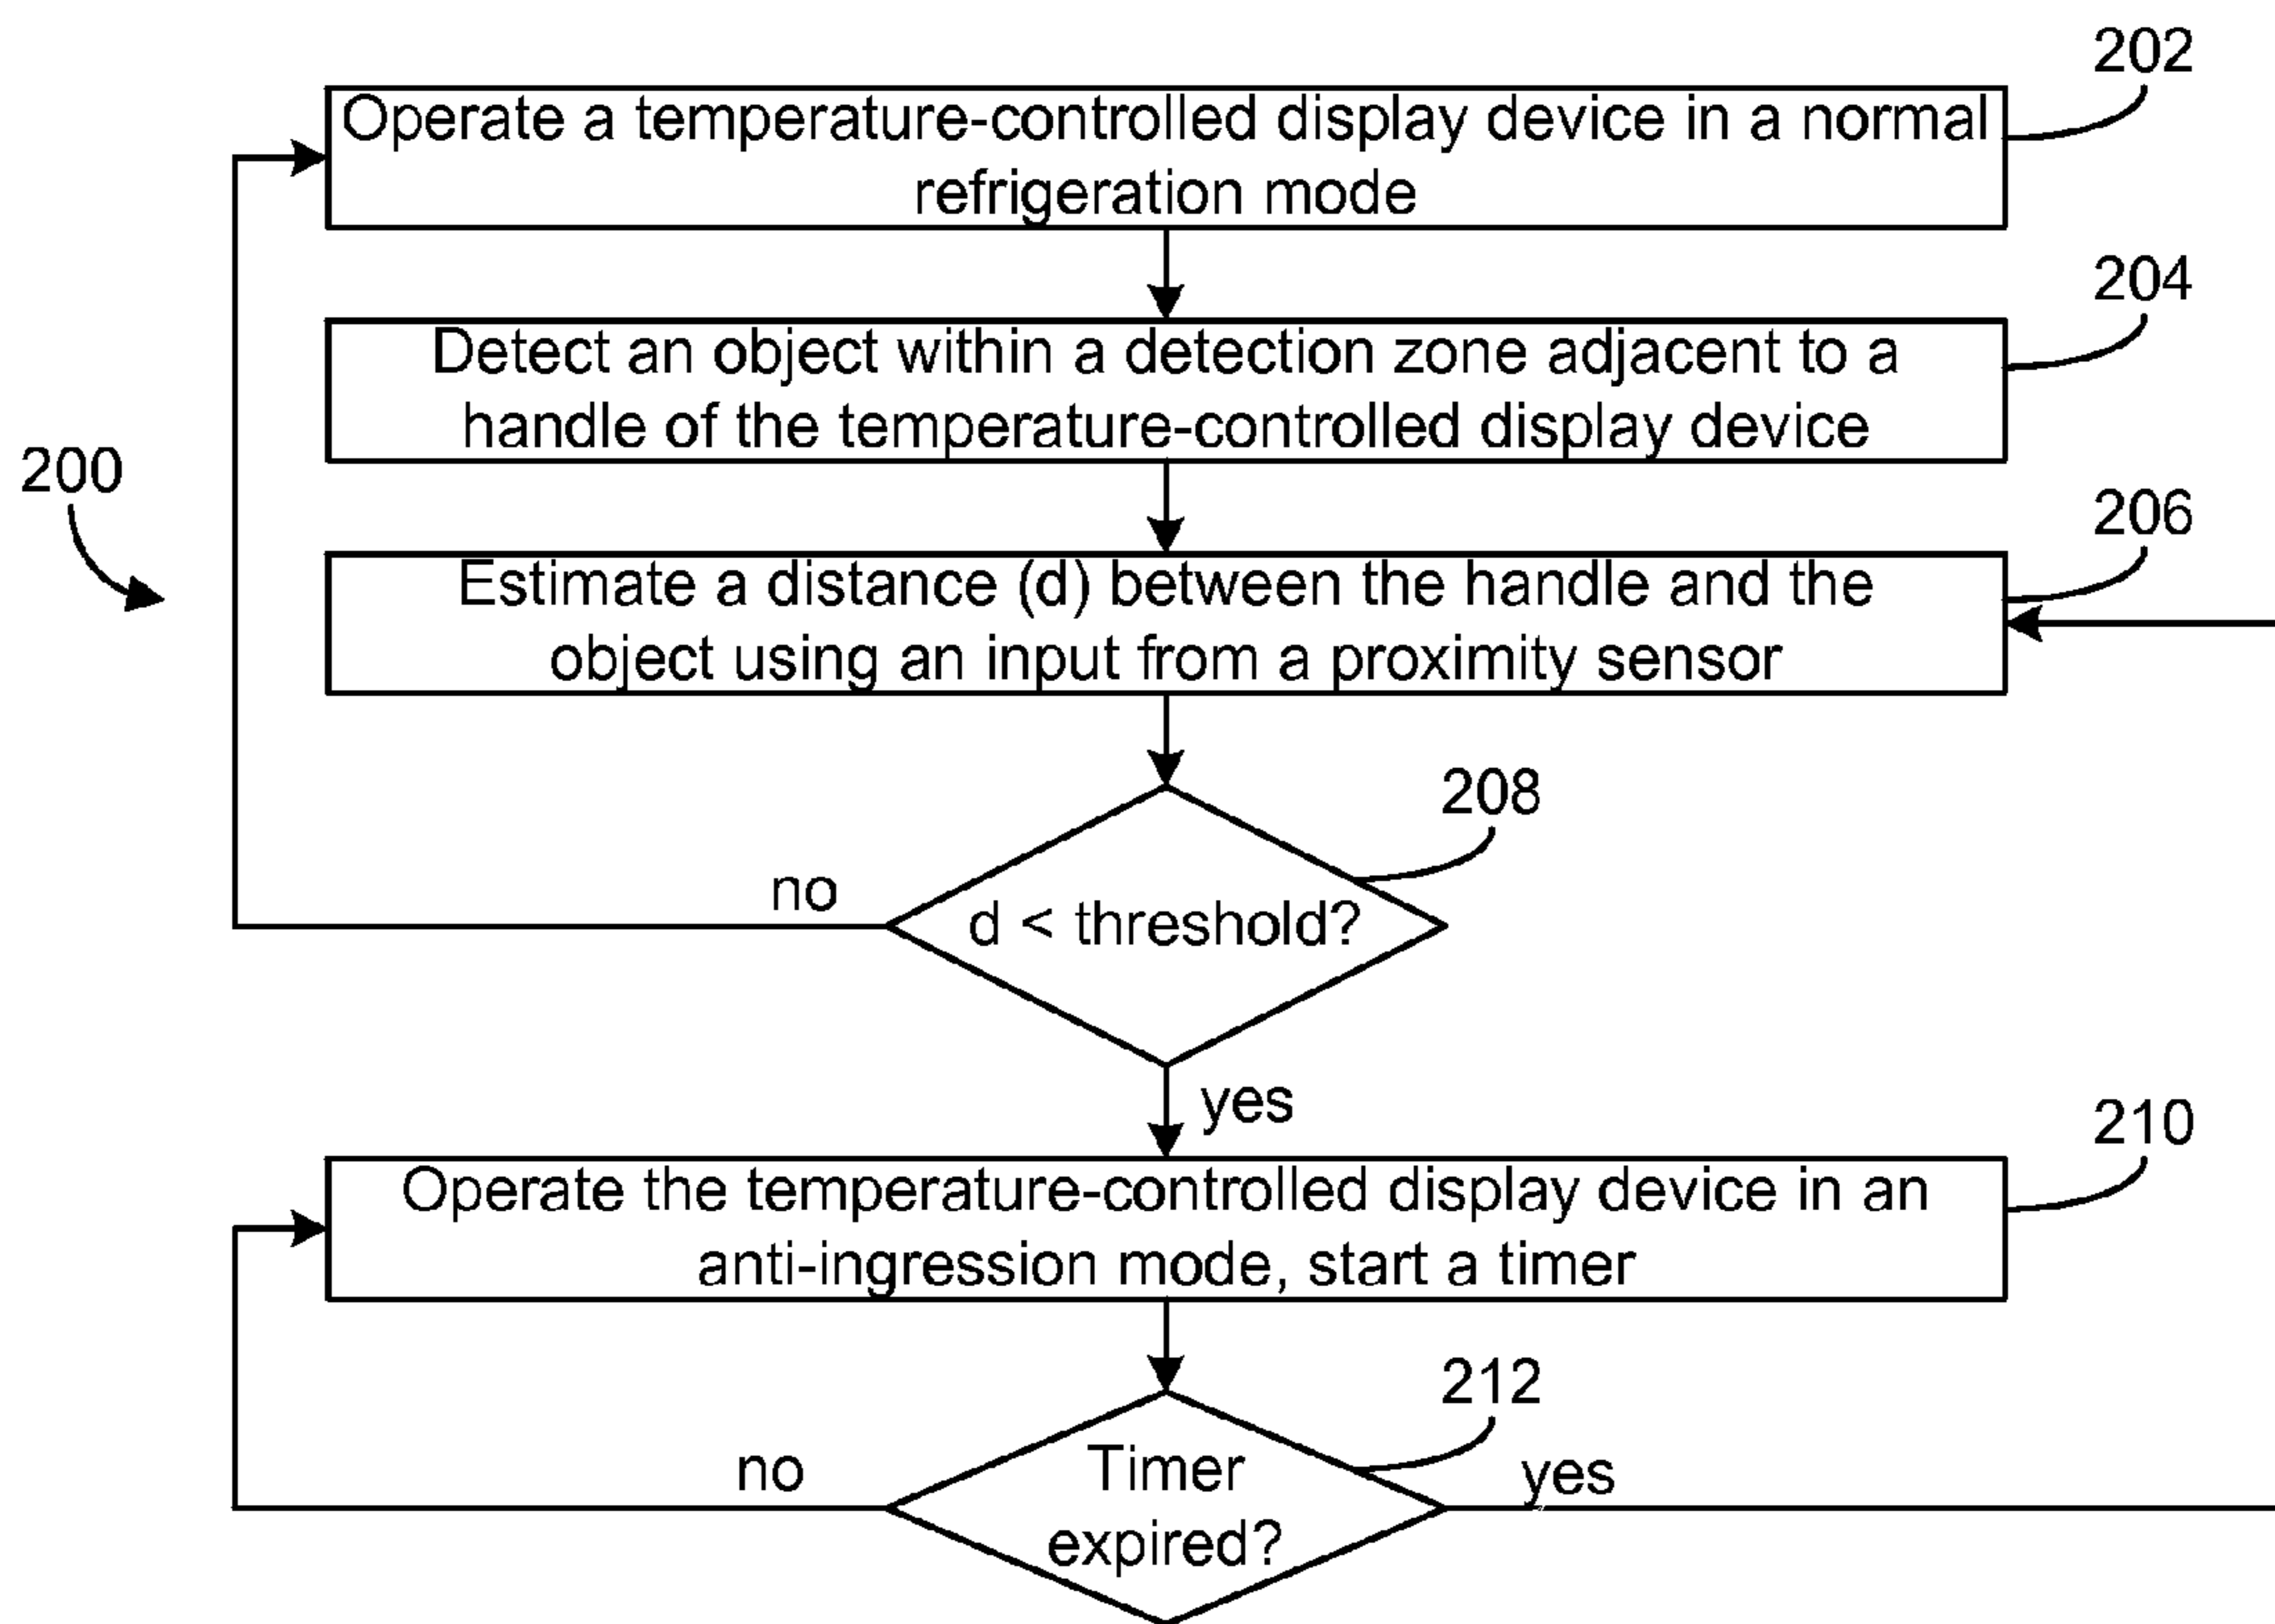 202
Operate a temperature-controlled display device in a normal
refrigeration mode
204
Detect an object within a detection zone adjacent to a
handle of the temperature-controlled display device
200
206
Estimate a distance (d) between the handle and the
object using an input from a proximity sensor
208
no
d < threshold?
yes
210
Operate the temperature-controlled display device in an
anti-ingression mode, start a timer
212
no
Timer
expired?
yes